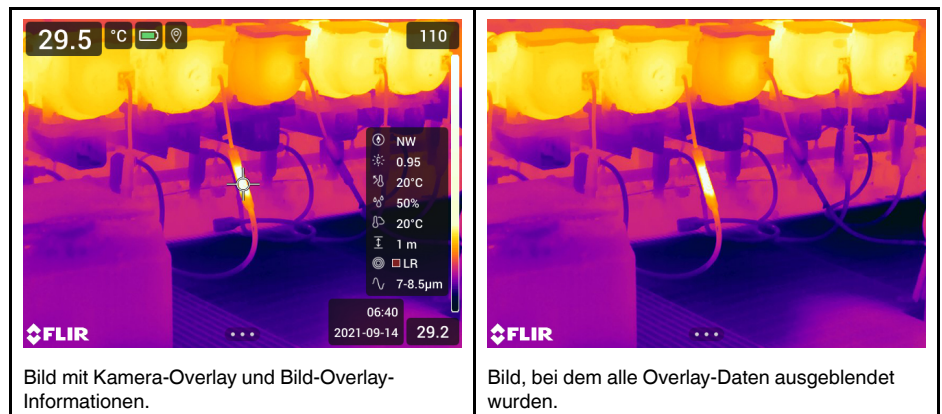 29.5 °C 110
NW
0.95
20°C
50%
20°C
1 m
LR
7-8.5µm
06:40
2021-09-14 29.2
FLIR
FLIR
Bild mit Kamera-Overlay und Bild-Overlay-
Informationen.
Bild, bei dem alle Overlay-Daten ausgeblendet
wurden.